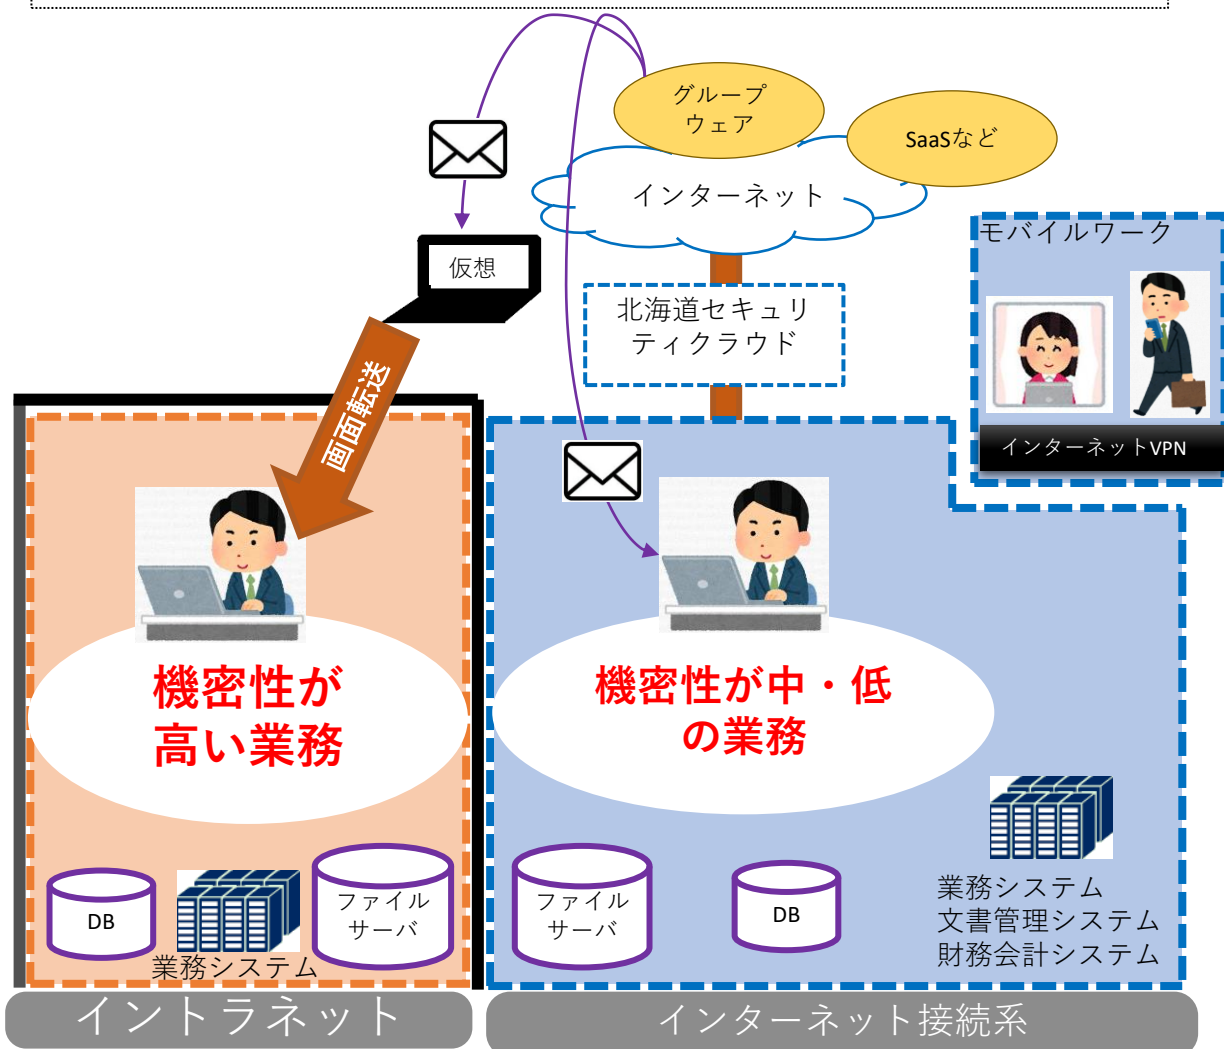 グループ
ウェア
SaaSなど
インターネット
モバイルワーク
仮想
北海道セキュリ
ティクラウド
画面転送
インターネットVPN
機密性が
高い業務
機密性が中・低
の業務
DB
業務システム
ファイル
サーバ
ファイル
サーバ
DB
業務システム
文書管理システム
財務会計システム
イントラネット
インターネット接続系